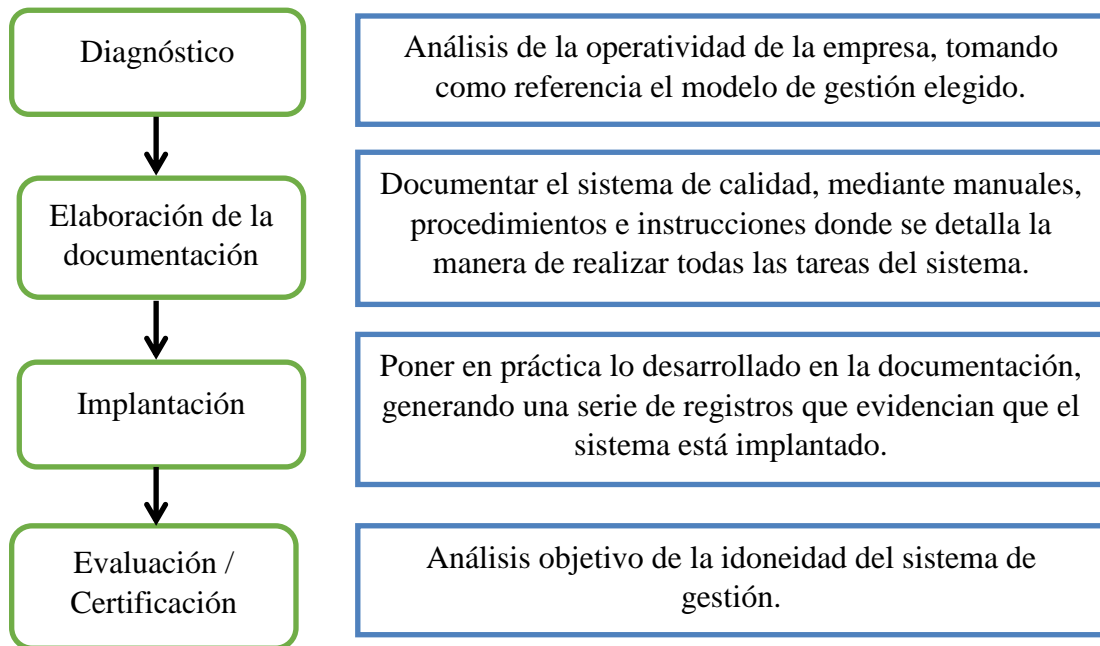 Diagnóstico
Análisis de la operatividad de la empresa, tomando
como referencia el modelo de gestión elegido.
Elaboración de la
documentación
Documentar el sistema de calidad, mediante manuales,
procedimientos e instrucciones donde se detalla la
manera de realizar todas las tareas del sistema.
Implantación
Poner en práctica lo desarrollado en la documentación,
generando una serie de registros que evidencian que el
sistema está implantado.
Evaluación /
Certificación
Análisis objetivo de la idoneidad del sistema de
gestión.